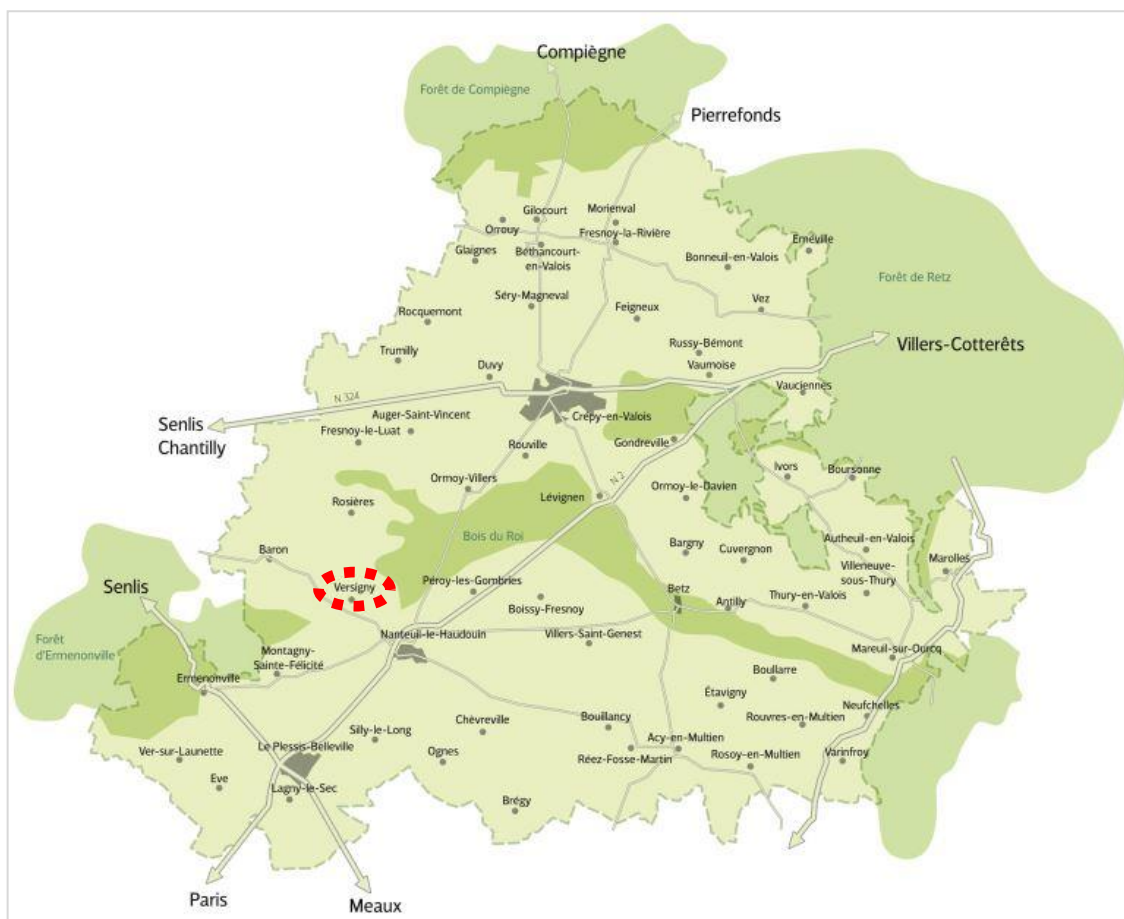 Compiègne
Forêt de Compiègne
Pierrefonds
Gilocourt
Morienval
Orrouy
Fresnoy-la-Rivière
Glaignes
Béthancourt-
en-Valois
Bonneuil-en-Valois
Eméville
Forêt de Retz
Séry-Magneval
Vez
Rocquemont
Feigneux
Russy-Bémont
Villers-Cotterêts
Trumilly
Duvy
Vaumoise
Vauciennes
N 324
Auger-Saint-Vincent
Crépy-en-Valois
Senlis
Chantilly
Fresnoy-le-Luat
Rouville
Gondreville
Ormoy-Villers
N 2
Ivors
Boursonne
Lévignen
Ormoy-le-Davien
Rosières
Bois du Roi
Autheuil-en-Valois
Baron
Bargny
Cuvergnon
Marolles
Villeneuve-
sous-Thury
Senlis
Versigny
Péroy-les-Gombries
Betz
Boissy-Fresnoy
Antilly
Thury-en-Valois
Forêt
d'Ermenonville
Nanteuil-le-Haudouin
Villers-Saint-Genest
Montagny-
Sainte-Félicité
Mareuil-sur-Ourcq
Ermenonville
Boullarre
Étavigny
Neufchelles
Chèvreville
Bouillancy
Rouvres-en-Multien
Silly-le-Long
Ver-sur-Launette
Le Plessis-Belleville
Ognes
Acy-en-Multien
Réez-Fosse-Martin
Rosoy-en-Multien
Varinfroy
Eve
Lagny-le-Sec
Brégy
Paris
Meaux